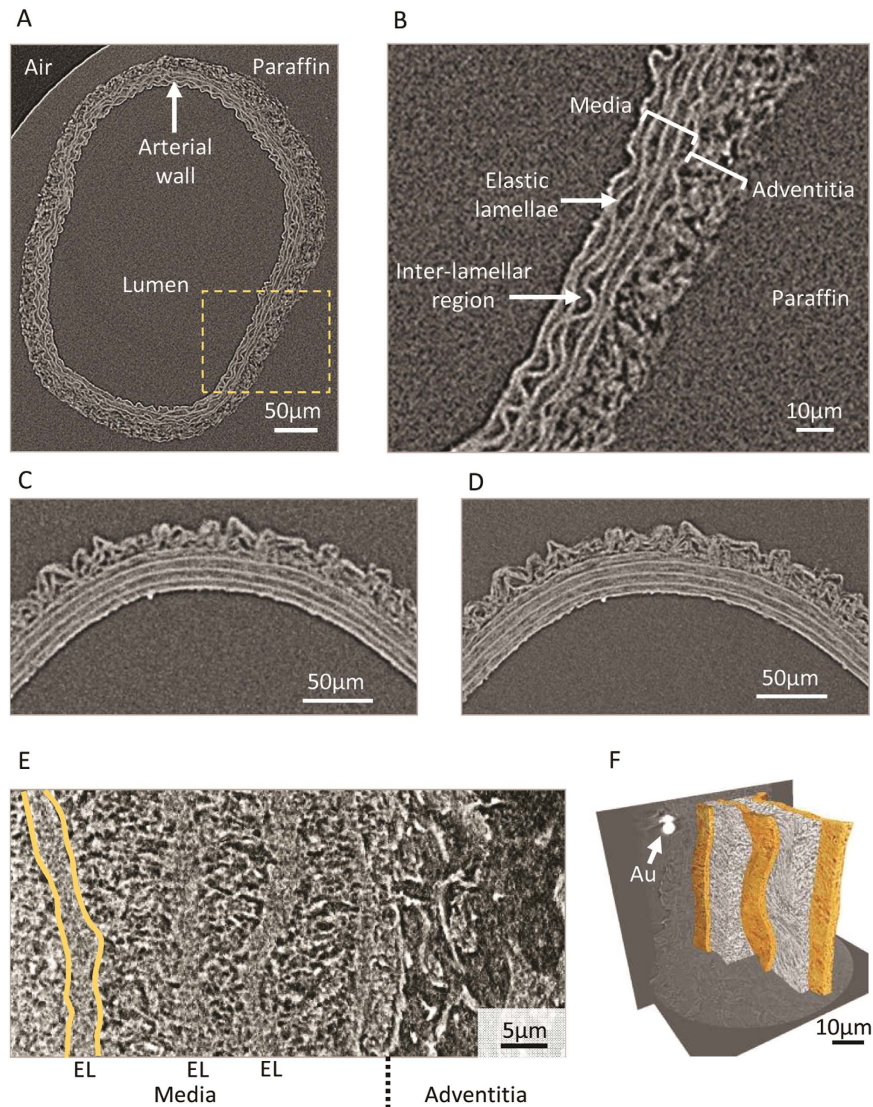 A
Air
Paraffin
Arterial
wall
Lumen
50µm
B
Media
Elastic
lamellae
Adventitia
Inter-lamellar
region
Paraffin
10µm
C
50µm
D
50µm
E
5µm
EL EL EL
Media Adventitia
F
Au
10µm